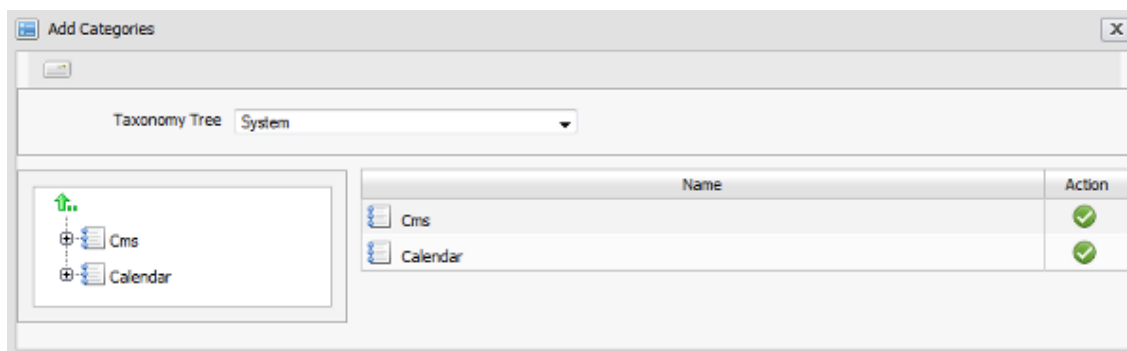 Add Categories
Taxonomy Tree System
Name Action
Cms
Calendar
Cms
Calendar